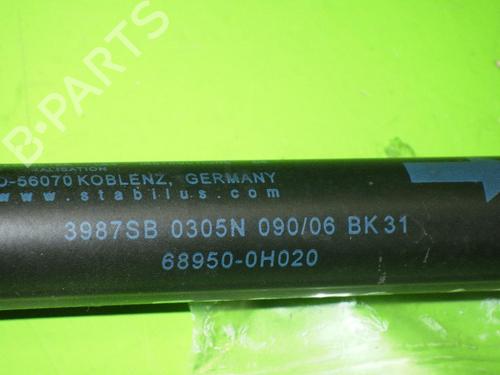 B-PARTS
D-56070 KOBLENZ, GERMANY
www.stabilus.com
3987SB 0305N 090/06 BK31
68950-0H020